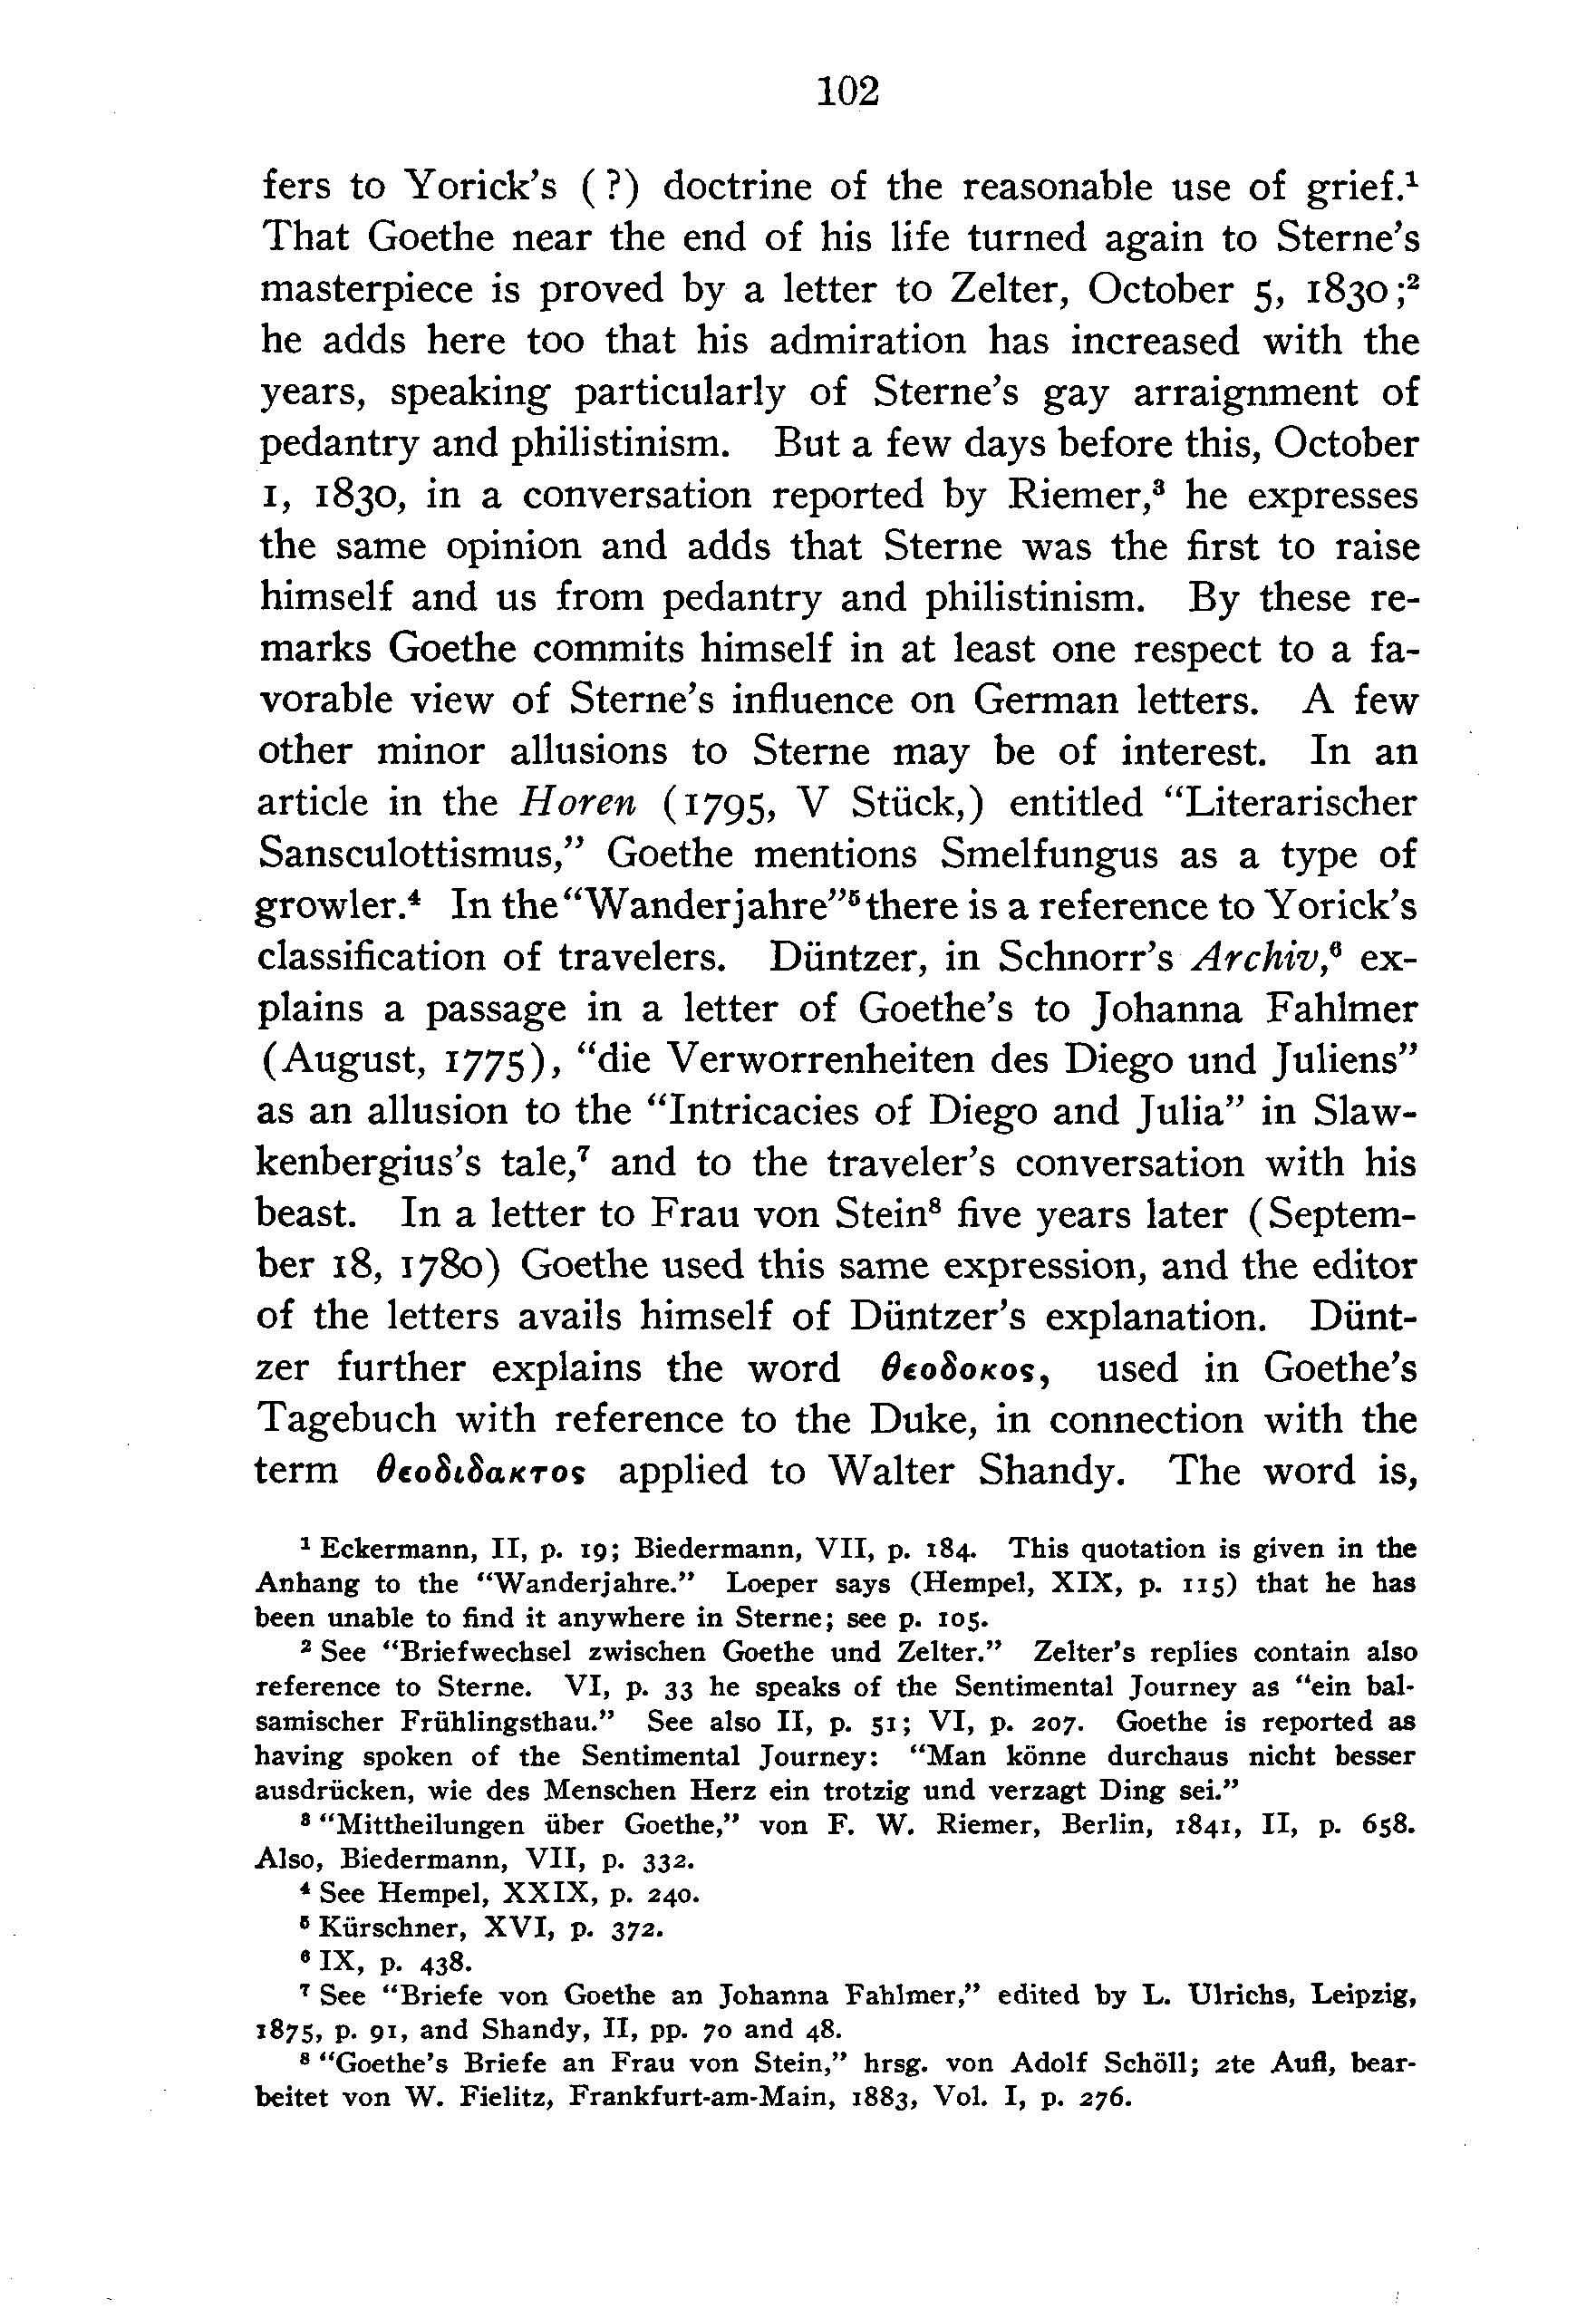 102
fers to Yorick's (?) doctrine of the reasonable use of grief.¹
That Goethe near the end of his life turned again to Sterne's
masterpiece is proved by a letter to Zelter, October 5, 1830;²
he adds here too that his admiration has increased with the
years, speaking particularly of Sterne's gay arraignment of
pedantry and philistinism. But a few days before this, October
1, 1830, in a conversation reported by Riemer,³ he expresses
the same opinion and adds that Sterne was the first to raise
himself and us from pedantry and philistinism. By these re-
marks Goethe commits himself in at least one respect to a fa-
vorable view of Sterne's influence on German letters. A few
other minor allusions to Sterne may be of interest. In an
article in the Horen (1795, V Stück,) entitled “Literarischer
Sansculottismus,” Goethe mentions Smelfungus as a type of
growler.⁴ In the “Wanderjahre”⁵ there is a reference to Yorick's
classification of travelers. Düntzer, in Schnorr's Archiv,⁶ ex-
plains a passage in a letter of Goethe's to Johanna Fahlmer
(August, 1775), “die Verworrenheiten des Diego und Juliens”
as an allusion to the “Intricacies of Diego and Julia” in Slaw-
kenbergius's tale,⁷ and to the traveler's conversation with his
beast. In a letter to Frau von Stein⁸ five years later (Septem-
ber 18, 1780) Goethe used this same expression, and the editor
of the letters avails himself of Düntzer's explanation. Dünt-
zer further explains the word θεοδοκος, used in Goethe's
Tagebuch with reference to the Duke, in connection with the
term θεοδιδακτος applied to Walter Shandy. The word is,
¹ Eckermann, II, p. 19; Biedermann, VII, p. 184. This quotation is given in the
Anhang to the “Wanderjahre.” Loeper says (Hempel, XIX, p. 115) that he has
been unable to find it anywhere in Sterne; see p. 105.
² See “Briefwechsel zwischen Goethe und Zelter.” Zelter's replies contain also
reference to Sterne. VI, p. 33 he speaks of the Sentimental Journey as “ein bal-
samischer Frühlingsthau.” See also II, p. 51; VI, p. 207. Goethe is reported as
having spoken of the Sentimental Journey: “Man könne durchaus nicht besser
ausdrücken, wie des Menschen Herz ein trotzig und verzagt Ding sei.”
³ “Mittheilungen über Goethe,” von F. W. Riemer, Berlin, 1841, II, p. 658.
Also, Biedermann, VII, p. 332.
⁴ See Hempel, XXIX, p. 240.
⁵ Kürschner, XVI, p. 372.
⁶ IX, p. 438.
⁷ See “Briefe von Goethe an Johanna Fahlmer,” edited by L. Ulrichs, Leipzig,
1875, p. 91, and Shandy, II, pp. 70 and 48.
⁸ “Goethe's Briefe an Frau von Stein,” hrsg. von Adolf Schöll; 2te Aufl, bear-
beitet von W. Fielitz, Frankfurt-am-Main, 1883, Vol. I, p. 276.